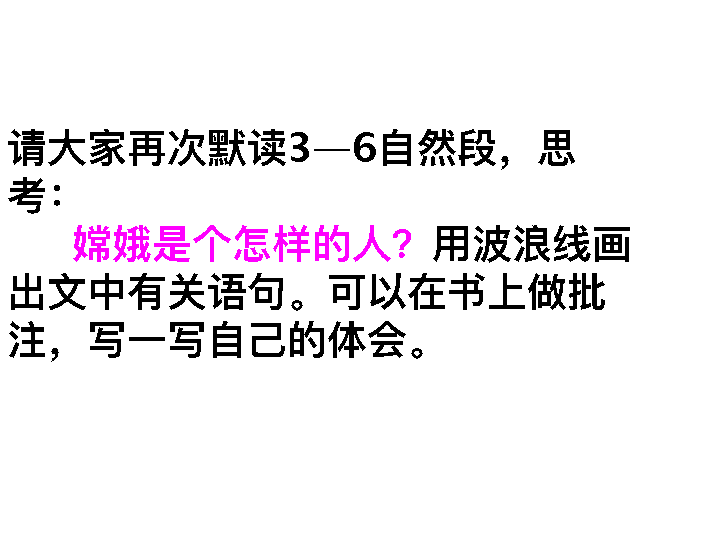 请大家再次默读3—6自然段，思
考：
嫦娥是个怎样的人？用波浪线画
出文中有关语句。可以在书上做批
注，写一写自己的体会。